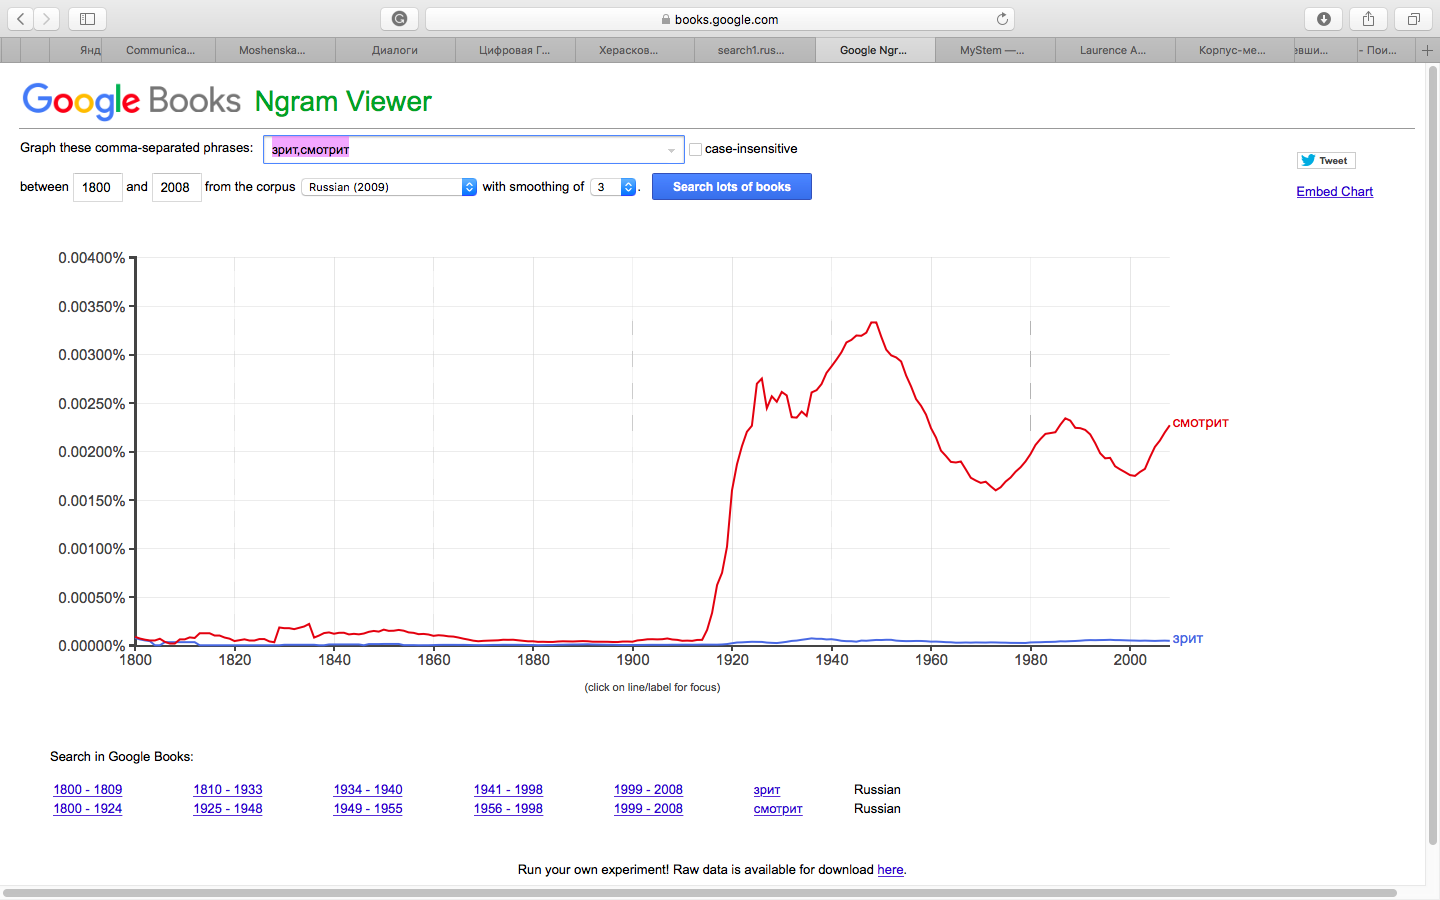 books.google.com
Янд Communica... Moshenska... Диалоги Цифровая Г... Херасков... search1.rus... Google Ngr... MyStem —... Laurence A... Корпус-ме... евши... - Пои...
Google Books Ngram Viewer
Graph these comma-separated phrases: зрит,смотрит case-insensitive
between 1800 and 2008 from the corpus Russian (2009) with smoothing of 3 . Search lots of books
Tweet
Embed Chart
0.00400%
0.00350%
0.00300%
0.00250%
0.00200%
0.00150%
0.00100%
0.00050%
0.00000%
смотрит
зрит
1800 1820 1840 1860 1880 1900 1920 1940 1960 1980 2000
(click on line/label for focus)
Search in Google Books:
1800 - 1809 1810 - 1933 1934 - 1940 1941 - 1998 1999 - 2008 зрит Russian
1800 - 1924 1925 - 1948 1949 - 1955 1956 - 1998 1999 - 2008 смотрит Russian
Run your own experiment! Raw data is available for download here.